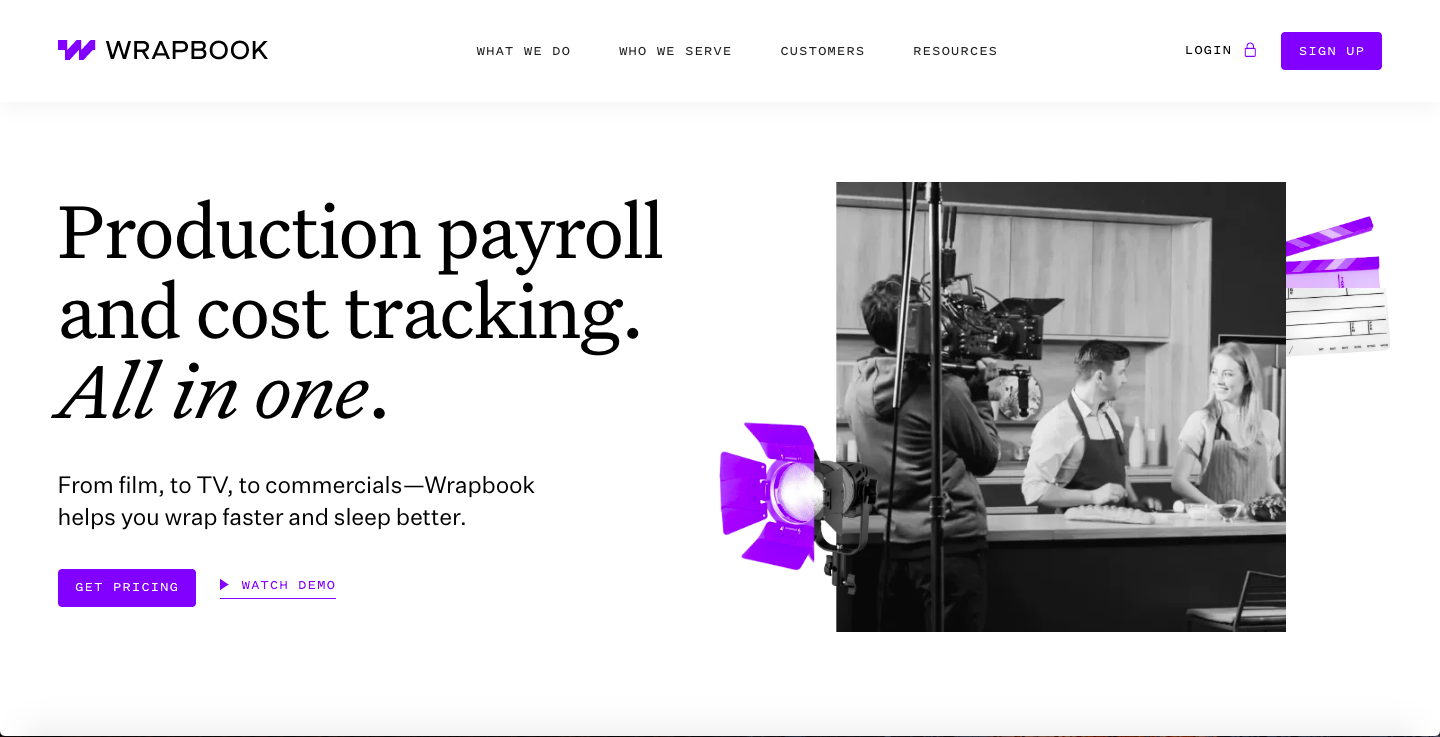 WRAPBOOK
WHAT WE DO
WHO WE SERVE
CUSTOMERS
RESOURCES
LOGIN
SIGN UP
Production payroll
and cost tracking.
All in one.
From film, to TV, to commercials—Wrapbook
helps you wrap faster and sleep better.
GET PRICING
WATCH DEMO